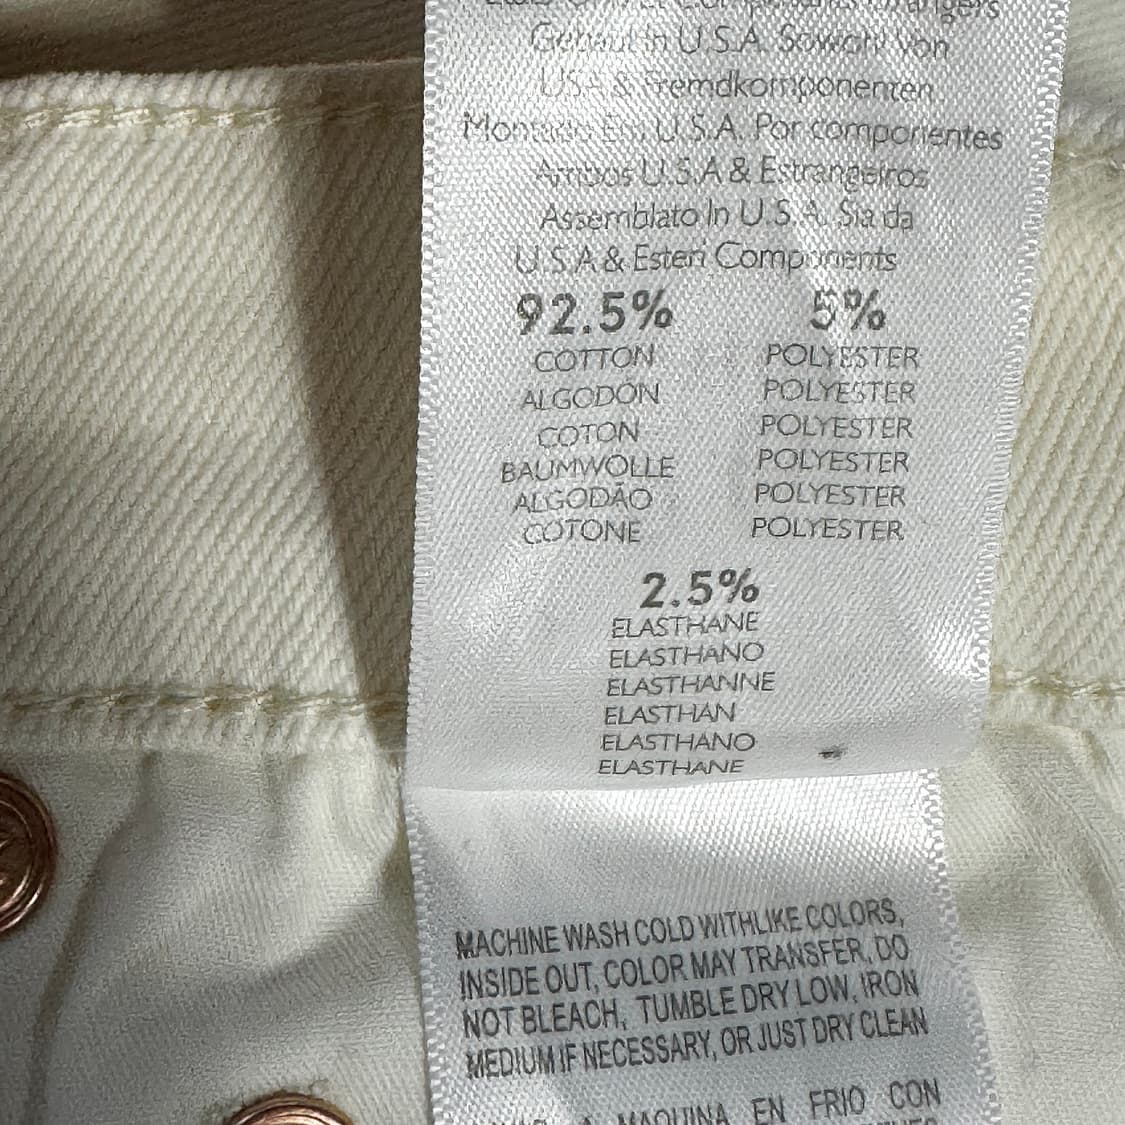 Gebaut In U.S.A. Sowohl Von
USA & Fremdkomponenten
Montado En U.S.A. Por componentes
Ambos U.S.A & Estrangeiros
Assemblato In U.S.A. Sia da
U.S.A & Esteri Components
92.5% 5%
COTTON POLYESTER
ALGODÓN POLYESTER
COTON POLYESTER
BAUMWOLLE POLYESTER
ALGODÃO POLYESTER
COTONE POLYESTER
2.5%
ELASTHANE
ELASTHANO
ELASTHANNE
ELASTHAN
ELASTHANO
ELASTHANE
MACHINE WASH COLD WITHLIKE COLORS,
INSIDE OUT, COLOR MAY TRANSFER, DO
NOT BLEACH, TUMBLE DRY LOW, IRON
MEDIUM IF NECESSARY, OR JUST DRY CLEAN
A MAQUINA EN FRIO CON